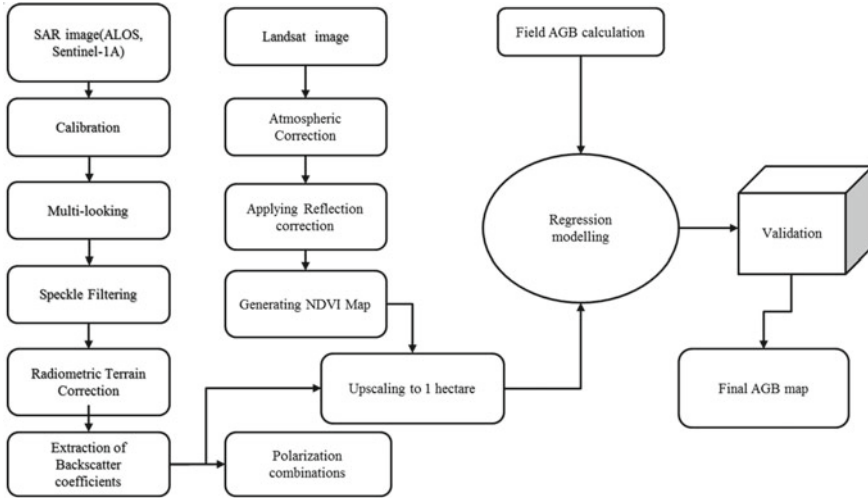 SAR image(ALOS,
Sentinel-1A)
Calibration
Multi-looking
Speckle Filtering
Radiometric Terrain
Correction
Extraction of
Backscatter
coefficients
Landsat image
Atmospheric
Correction
Applying Reflection
correction
Generating NDVI Map
Upscaling to 1 hectare
Polarization
combinations
Field AGB calculation
Regression
modelling
Validation
Final AGB map